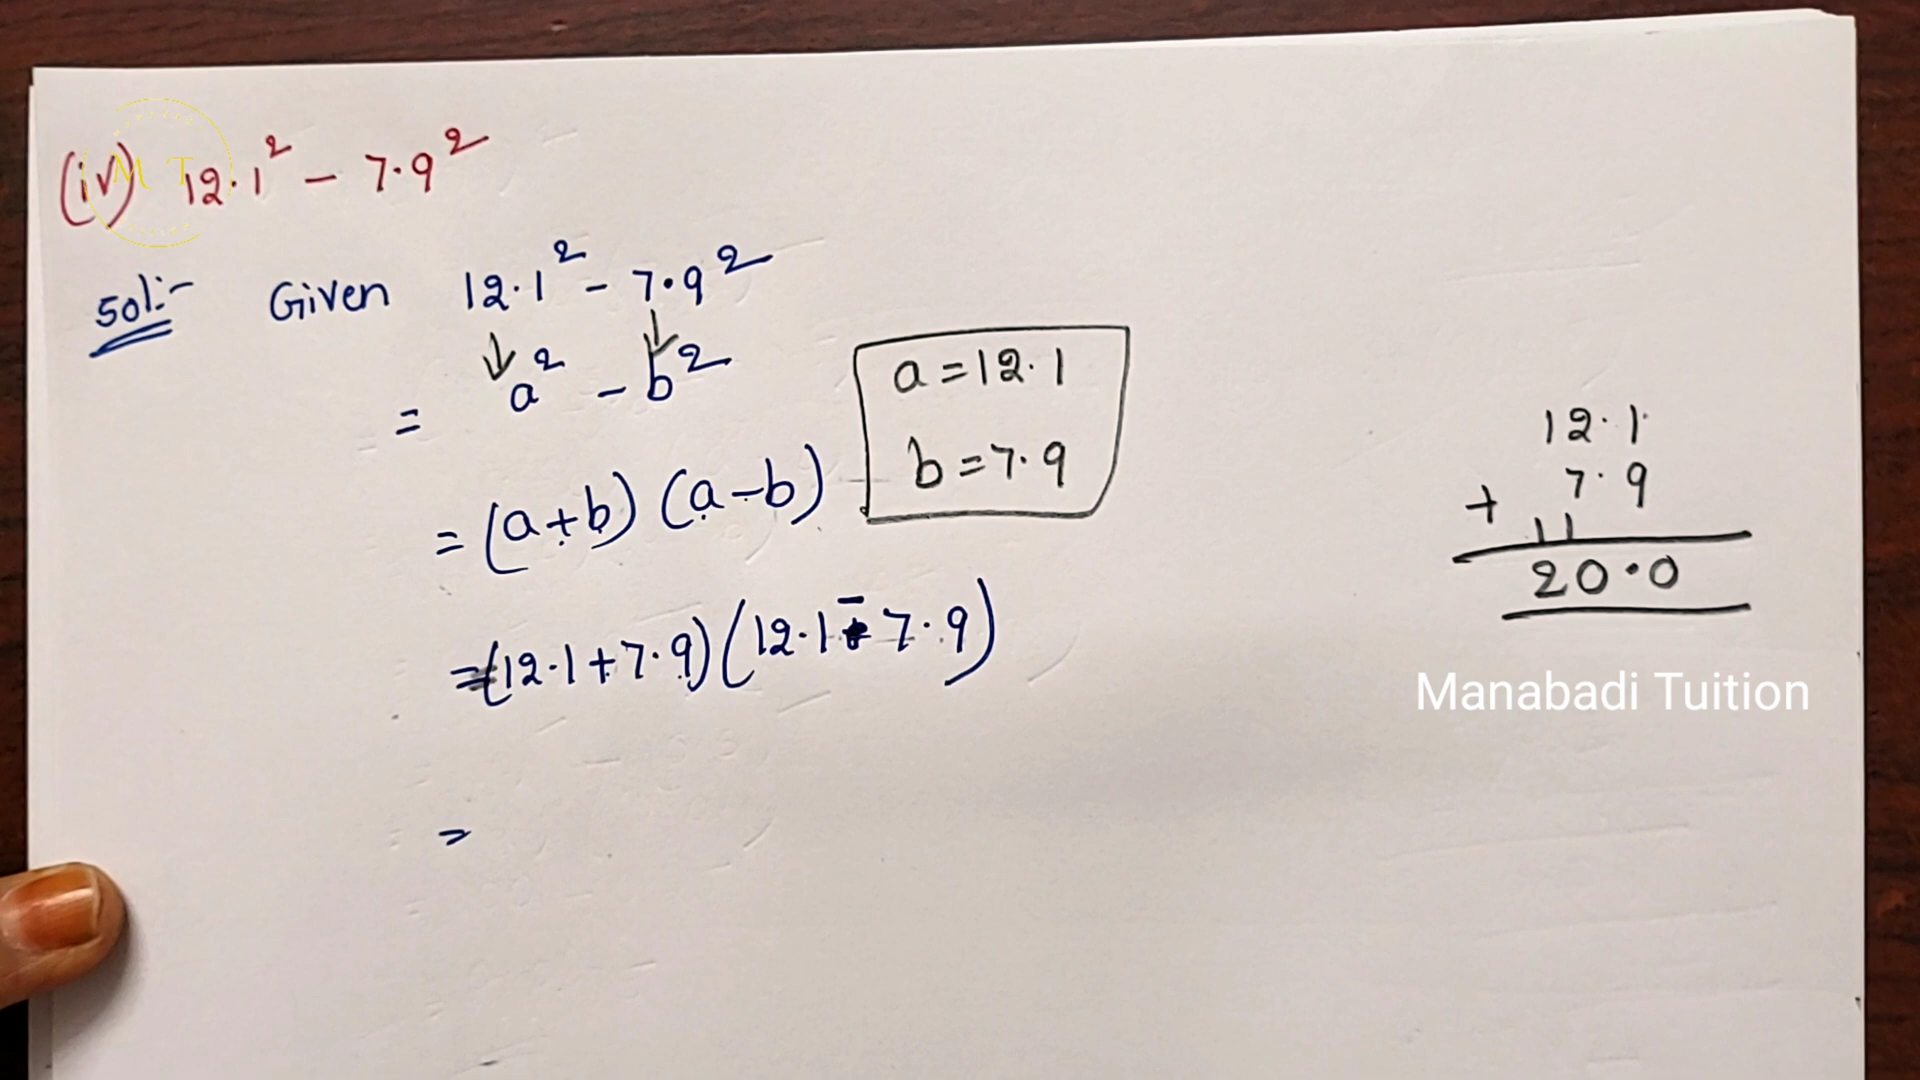 (iv) 12.1² - 7.9²
M T
Sol:- Given 12.1² - 7.9²
= a² - b²
a = 12.1
b = 7.9
= (a+b) (a-b)
= (12.1+7.9) (12.1-7.9)
=
12.1
+ 7.9
11
20.0
Manabadi Tuition